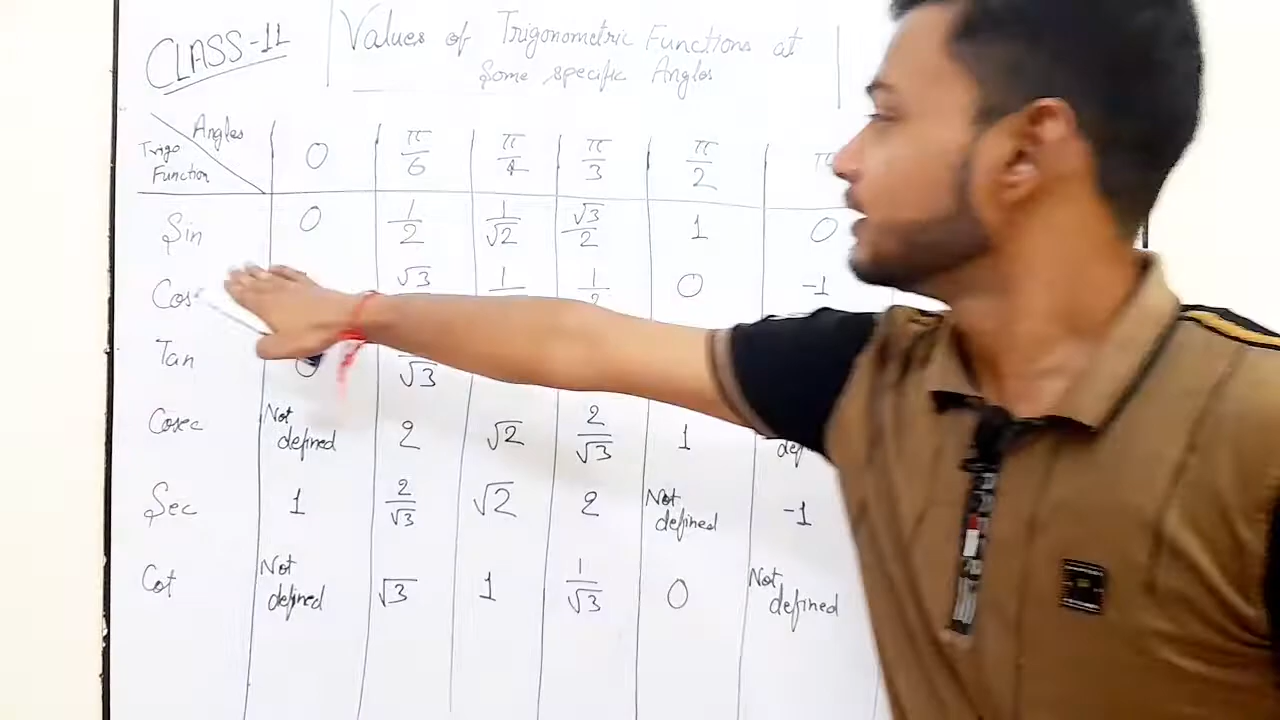 CLASS-11
Values of Trigonometric Functions at
Some specific Angles
Angles
Trigo
Function
0 π/6 π/4 π/3 π/2 π
Sin 0 1/2 1/√2 √3/2 1 0
Cos √3 1 1/2 0 -1
Tan √3
Cosec Not defined 2 √2 2/√3 1
Sec 1 2/√3 √2 2 Not defined -1
Cot Not defined √3 1 1/√3 0 Not defined